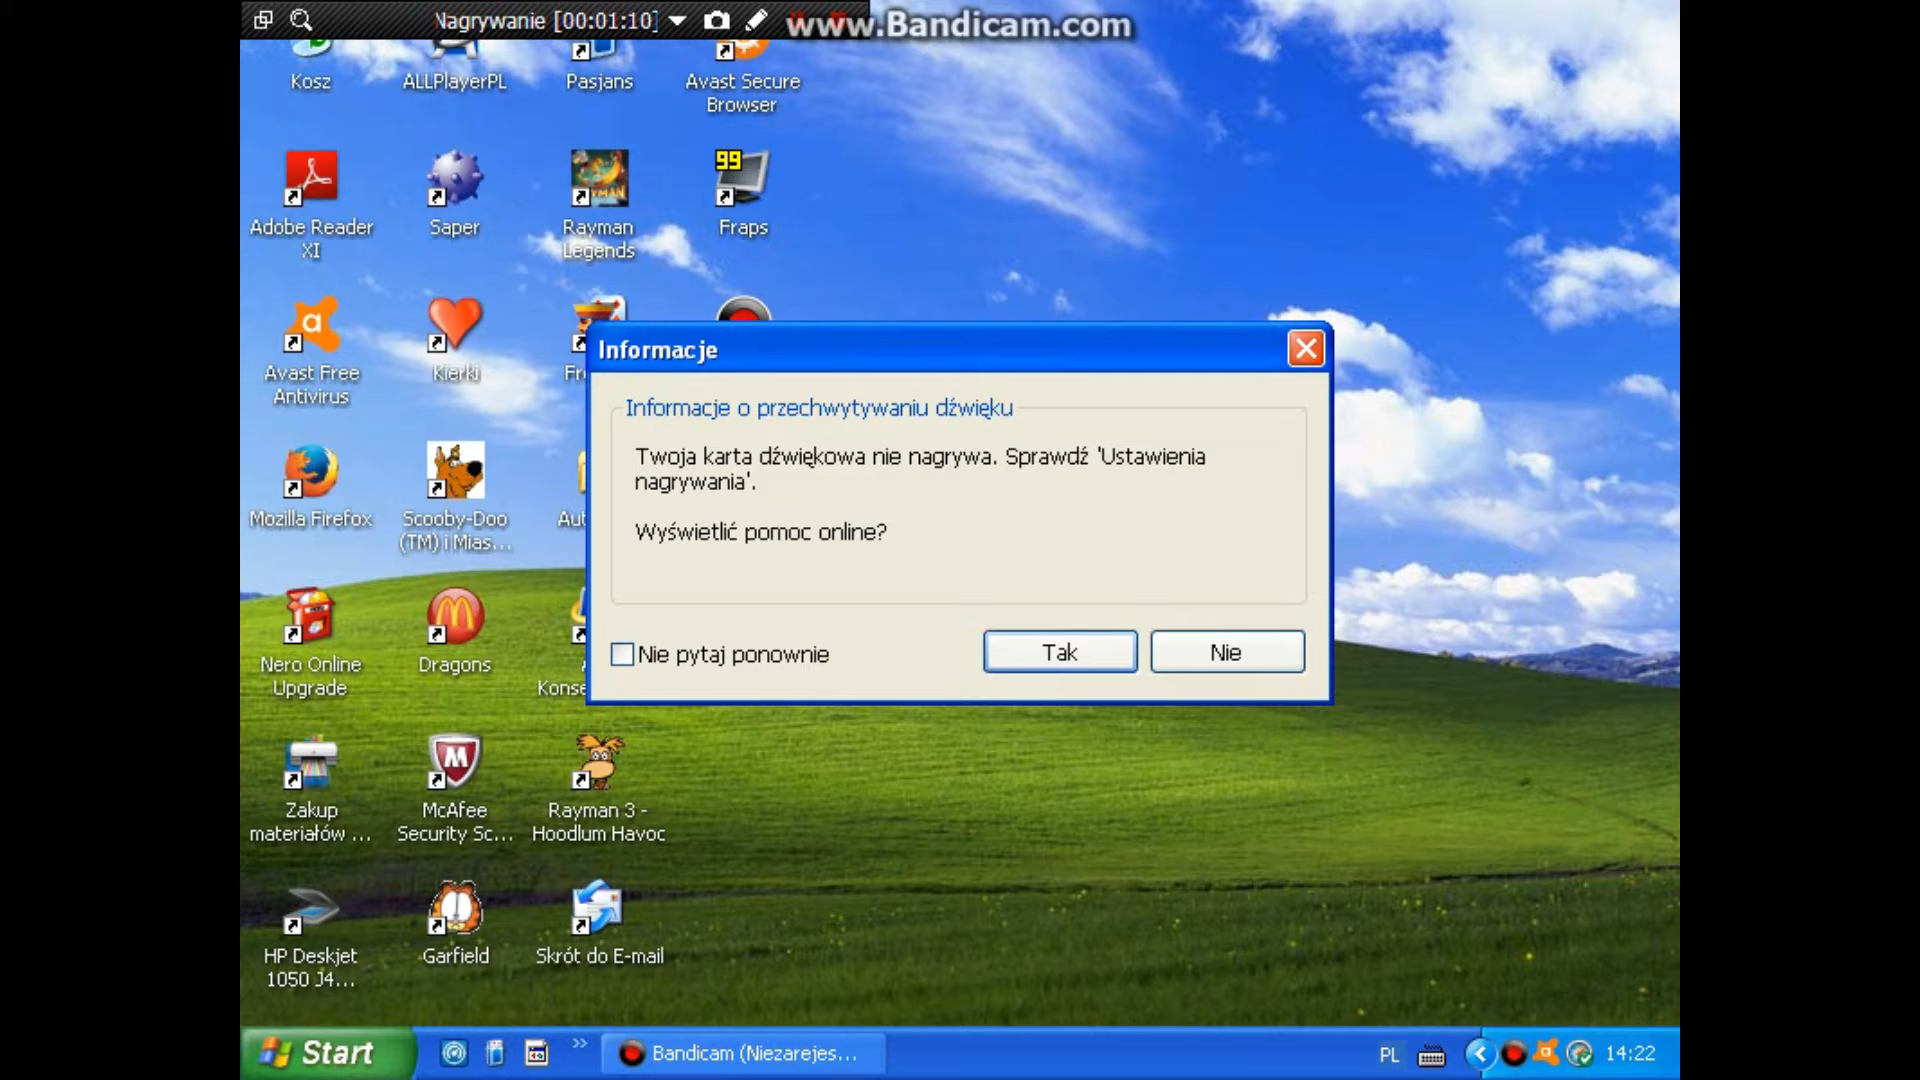 Nagrywanie [00:01:10]
www.Bandicam.com
Kosz
ALLPlayerPL
Pasjans
Avast Secure
Browser
99
Adobe Reader
XI
Saper
Rayman
Legends
Fraps
Avast Free
Antivirus
Kierki
Informacje
Informacje o przechwytywaniu dźwięku
Twoja karta dźwiękowa nie nagrywa. Sprawdź 'Ustawienia
nagrywania'.
Wyświetlić pomoc online?
Nie pytaj ponownie
Tak
Nie
Mozilla Firefox
Scooby-Doo
(TM) i Mias...
Nero Online
Upgrade
Dragons
Zakup
materiałów ...
McAfee
Security Sc...
Rayman 3 -
Hoodlum Havoc
HP Deskjet
1050 J4...
Garfield
Skrót do E-mail
Start
Bandicam (Niezarejes...
PL
14:22